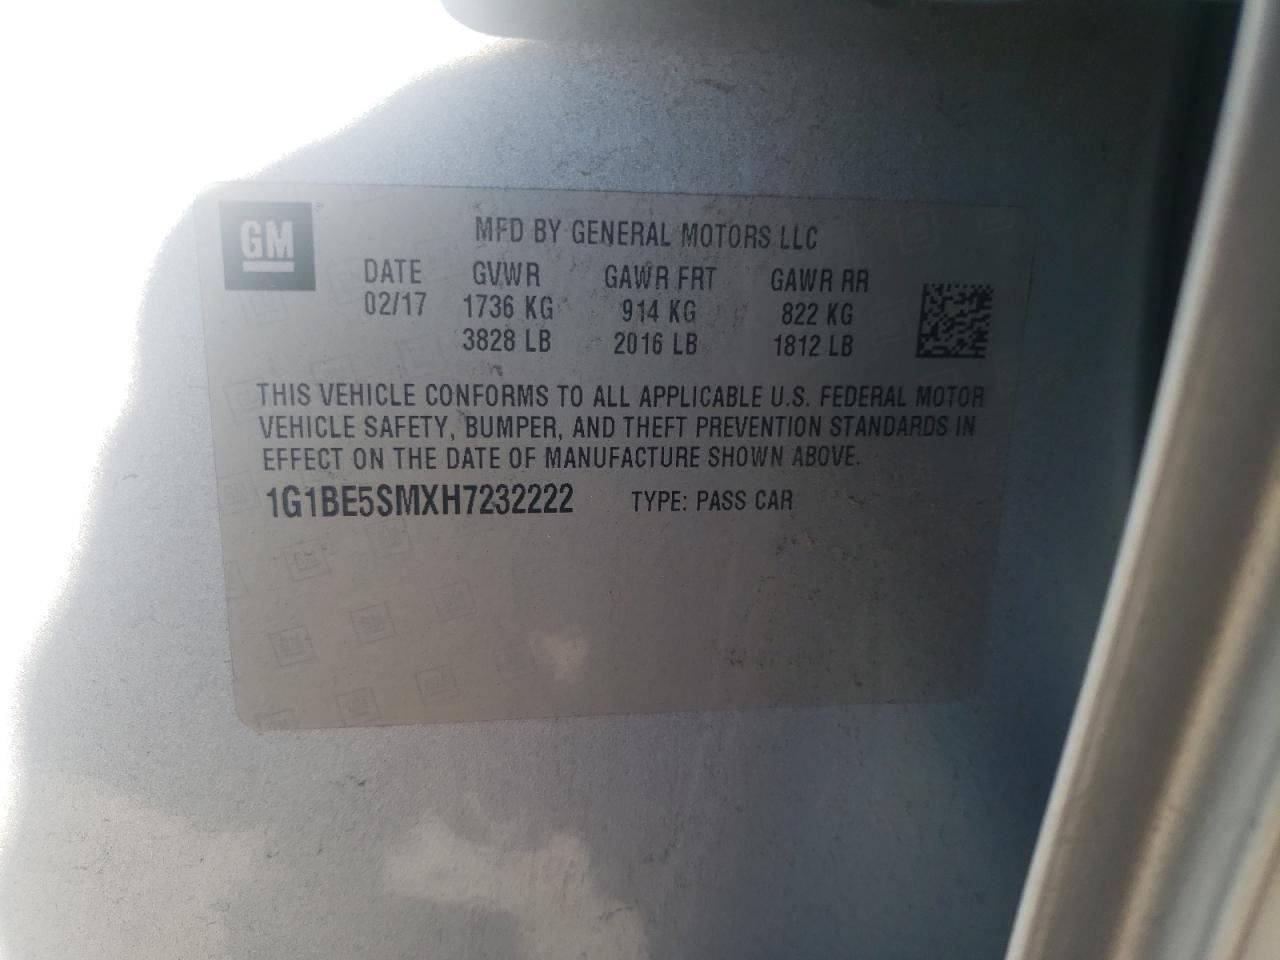 GM
MFD BY GENERAL MOTORS LLC
DATE GVWR GAWR FRT GAWR RR
02/17 1736 KG 914 KG 822 KG
3828 LB 2016 LB 1812 LB
THIS VEHICLE CONFORMS TO ALL APPLICABLE U.S. FEDERAL MOTOR
VEHICLE SAFETY, BUMPER, AND THEFT PREVENTION STANDARDS IN
EFFECT ON THE DATE OF MANUFACTURE SHOWN ABOVE.
1G1BE5SMXH7232222 TYPE: PASS CAR